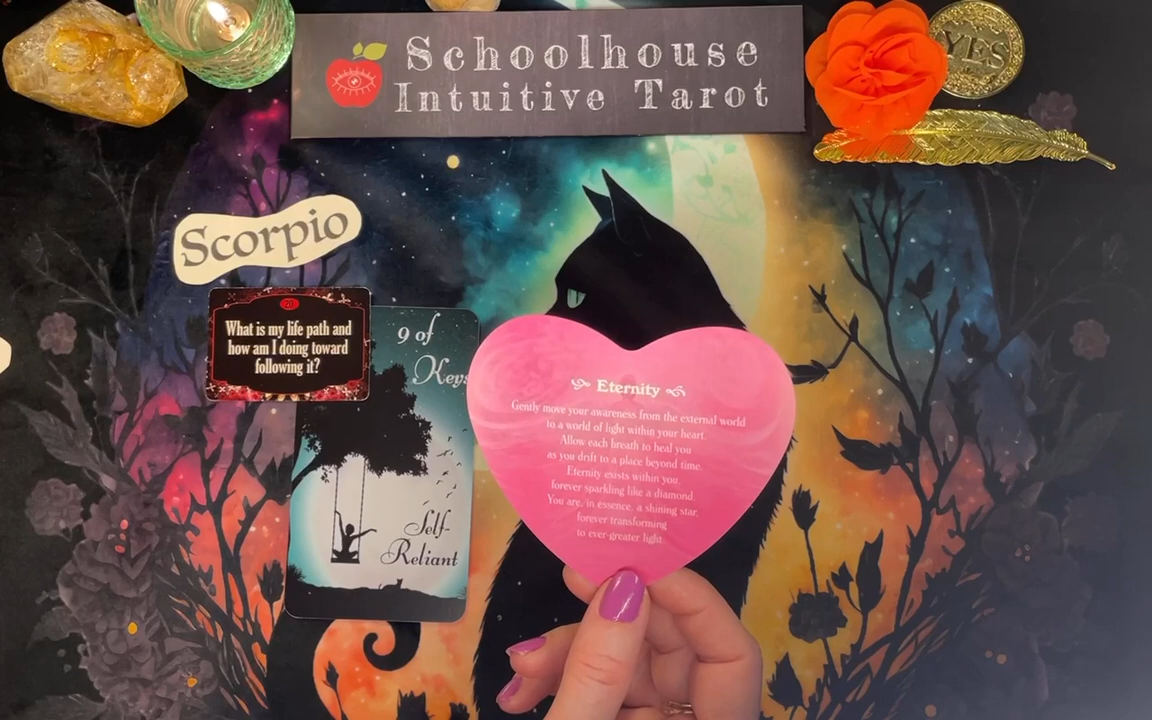 Schoolhouse
Intuitive Tarot
YES
Scorpio
20
What is my life path and
how am I doing toward
following it?
9 of
Keys
Self-
Reliant
Eternity
Gently move your awareness from the external world
to a world of light within your heart.
Allow each breath to heal you
as you drift to a place beyond time.
Eternity exists within you,
forever sparkling like a diamond.
You are, in essence, a shining star,
forever transforming
to ever-greater light.